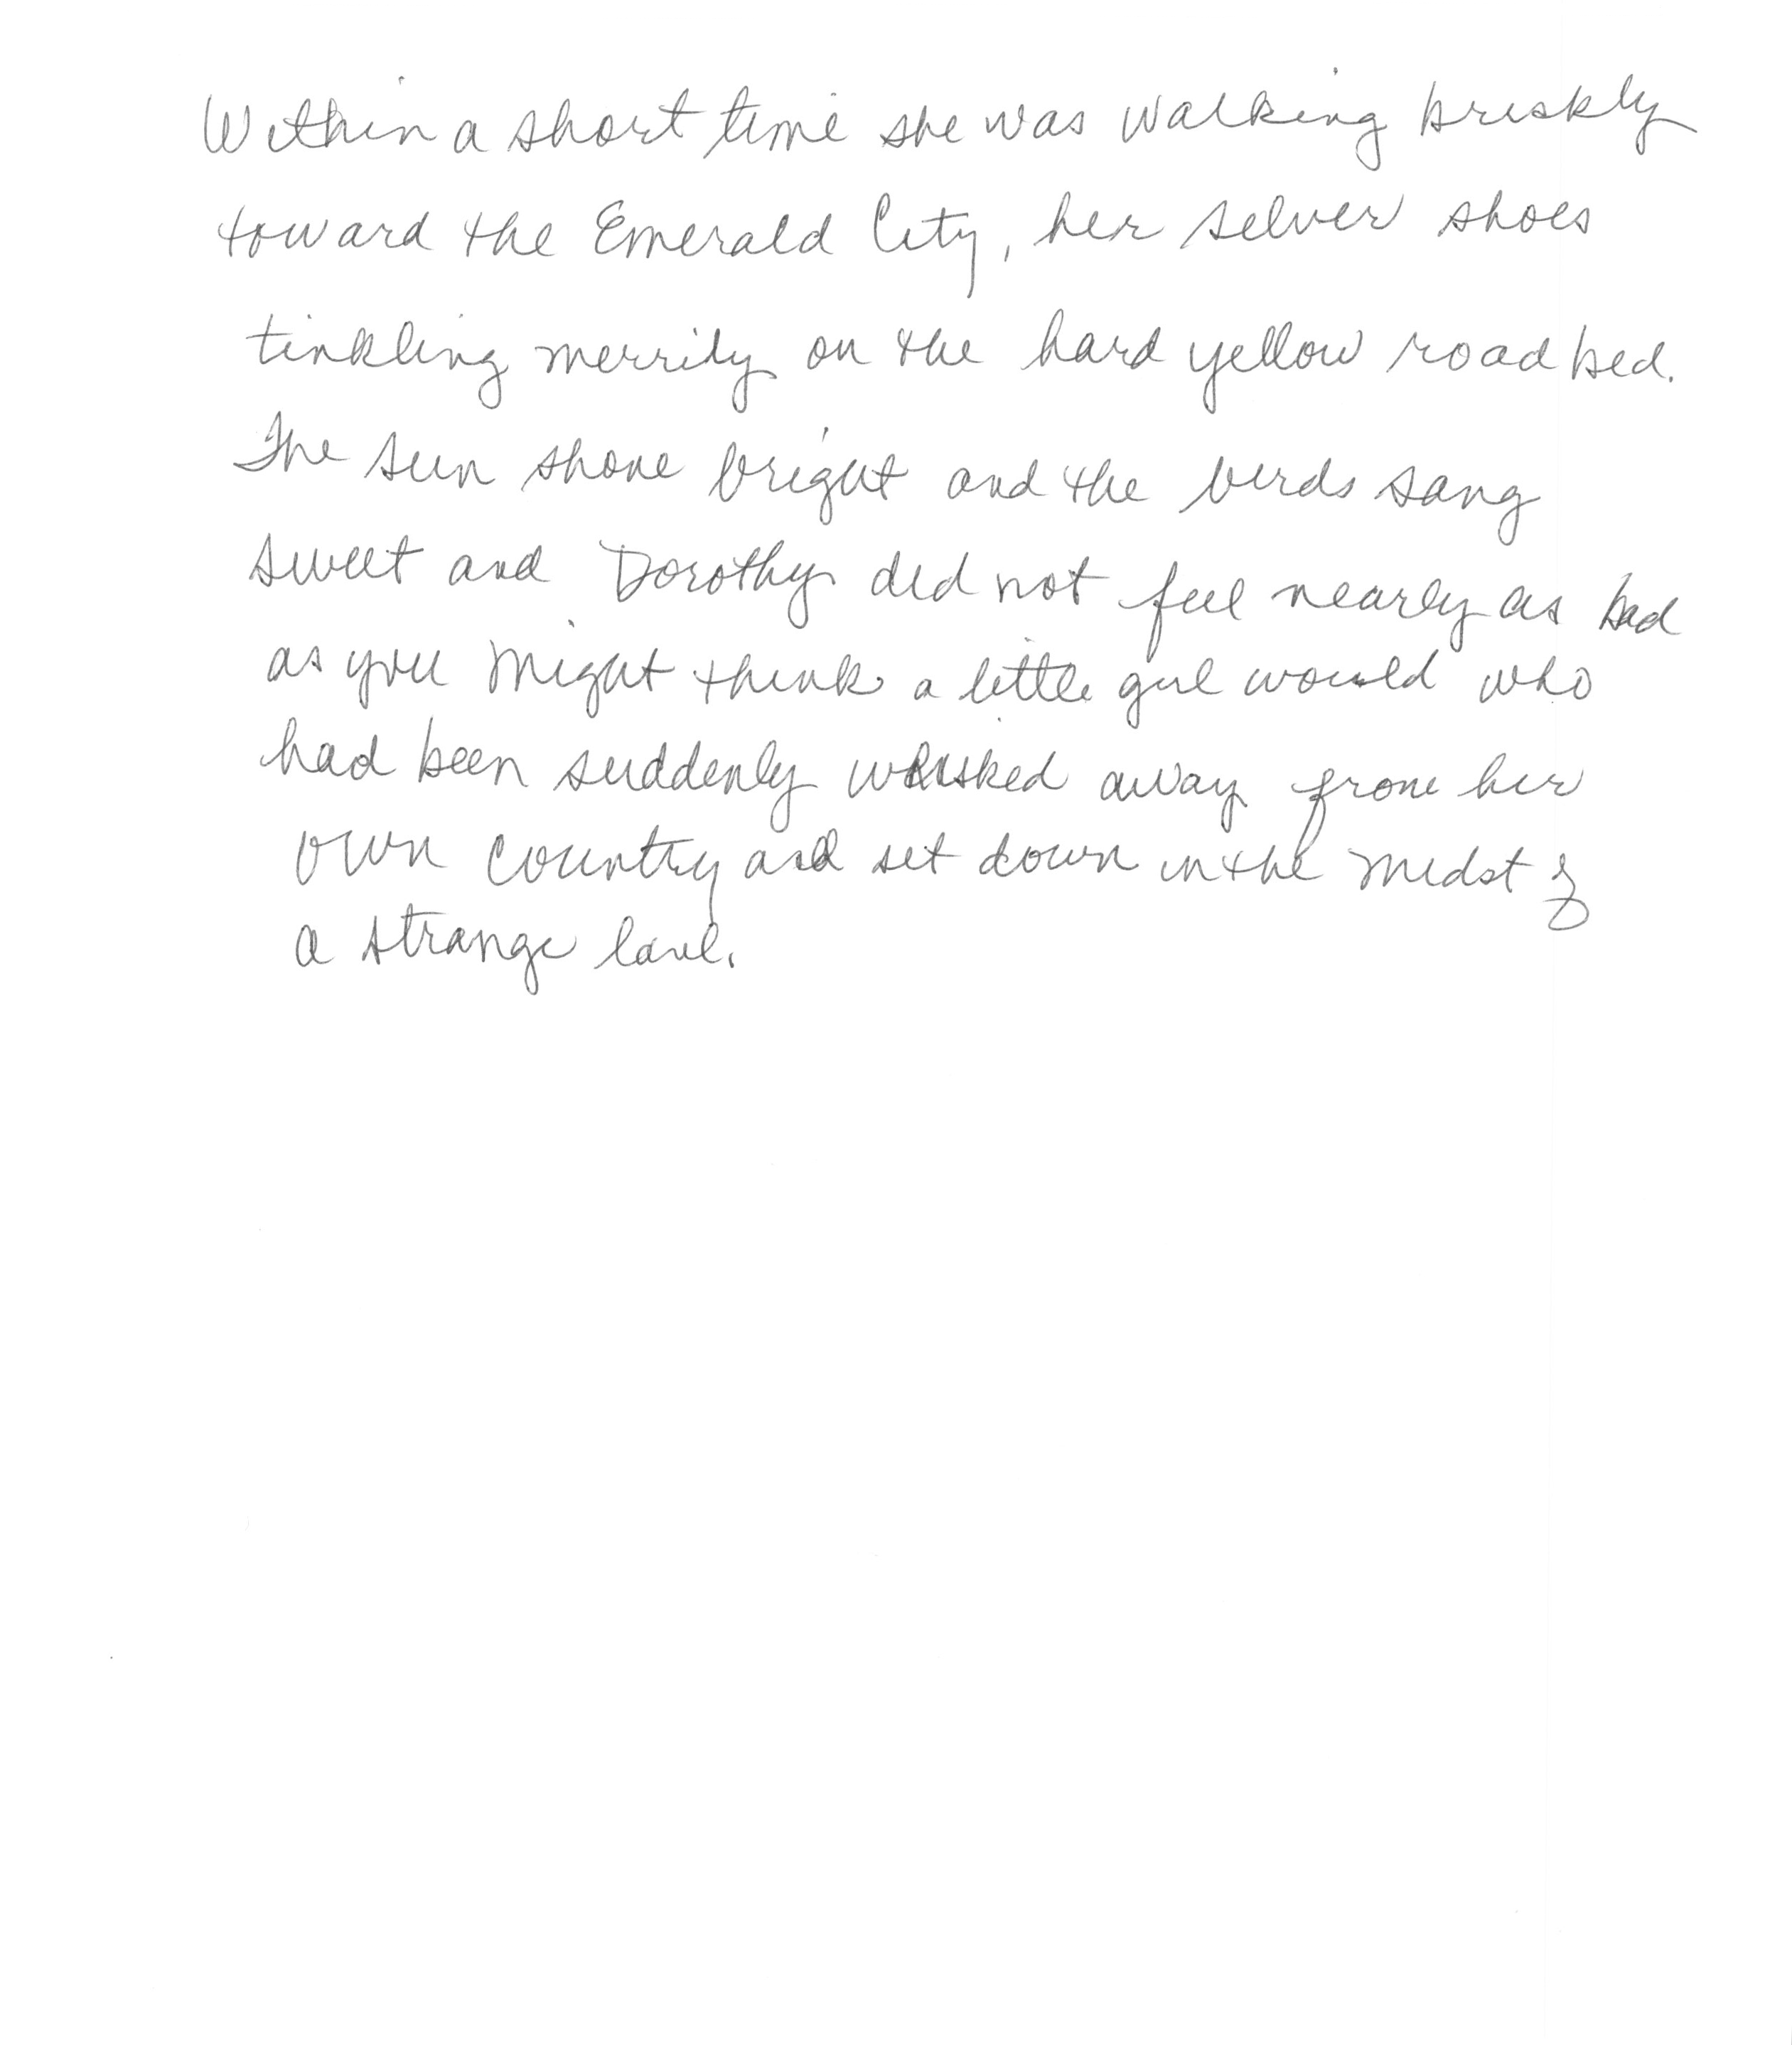 Within a short time she was walking briskly
toward the Emerald City, her silver shoes
tinkling merrily on the hard yellow road bed.
The sun shone bright and the birds sang
sweet and Dorothy did not feel nearly as bad
as you might think a little girl would who
had been suddenly whisked away from her
own country and set down in the midst of
a strange land.